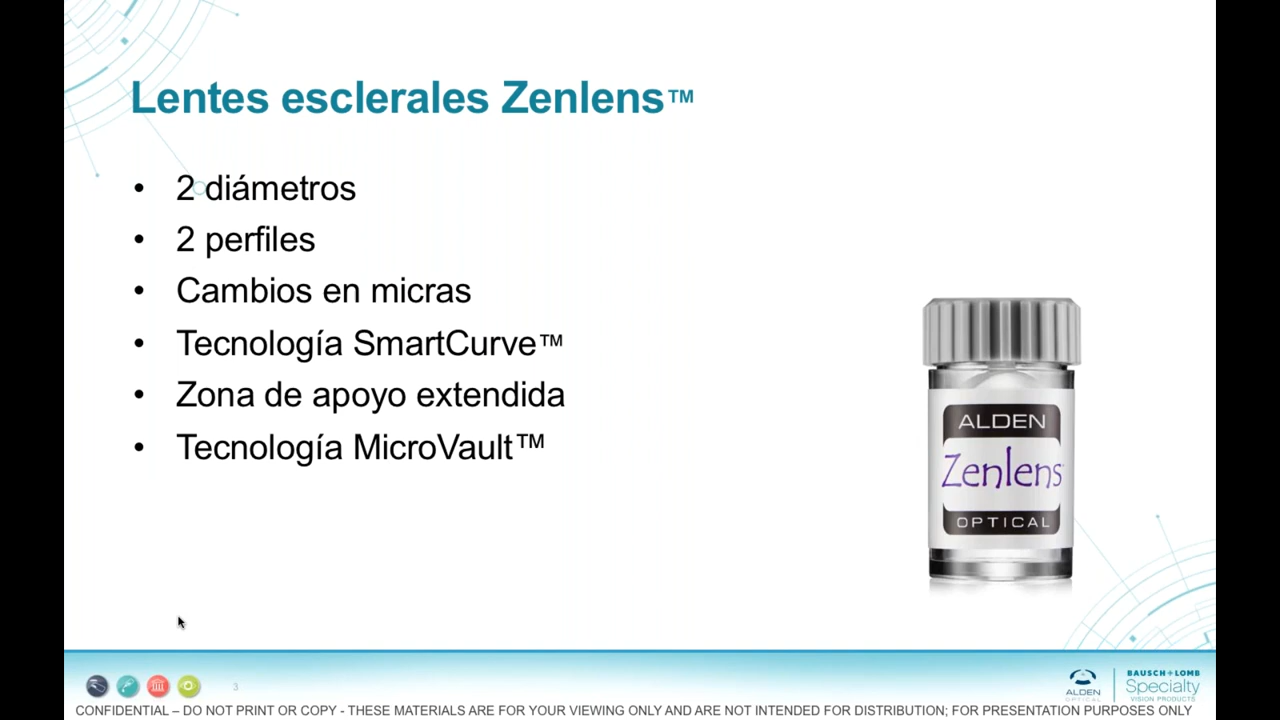 Lentes esclerales Zenlens™
• 2 diámetros
• 2 perfiles
• Cambios en micras
• Tecnología SmartCurve™
• Zona de apoyo extendida
• Tecnología MicroVault™
ALDEN
Zenlens
OPTICAL
3
ALDEN
OPTICAL
BAUSCH + LOMB
Specialty
VISION PRODUCTS
CONFIDENTIAL – DO NOT PRINT OR COPY - THESE MATERIALS ARE FOR YOUR VIEWING ONLY AND ARE NOT INTENDED FOR DISTRIBUTION; FOR PRESENTATION PURPOSES ONLY